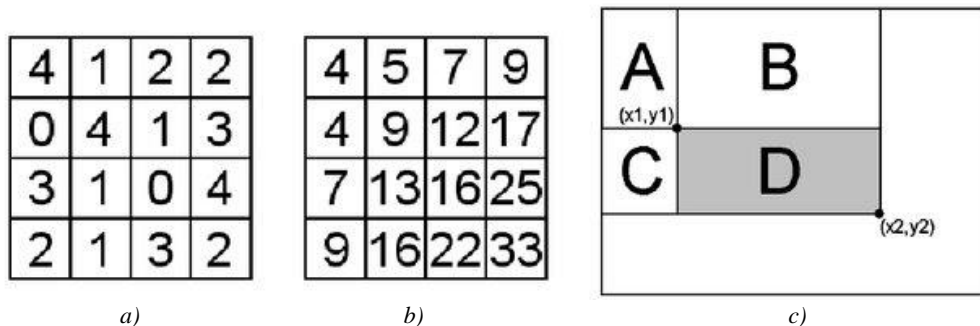 4 1 2 2
0 4 1 3
3 1 0 4
2 1 3 2
a)
4 5 7 9
4 9 12 17
7 13 16 25
9 16 22 33
b)
A B
(x1,y1)
C D
(x2,y2)
c)